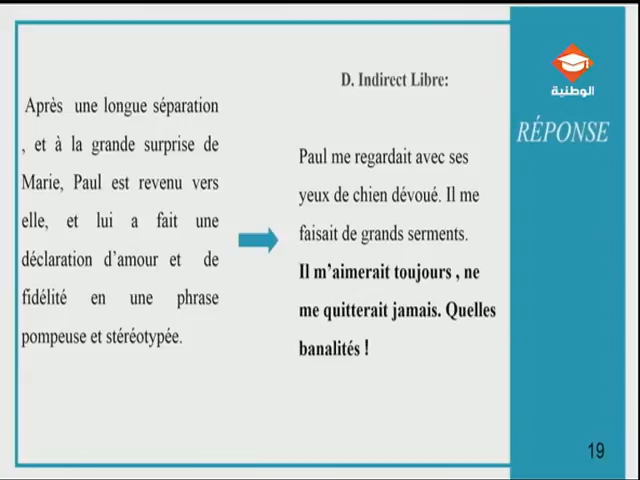 Après une longue séparation
, et à la grande surprise de
Marie, Paul est revenu vers
elle, et lui a fait une
déclaration d’amour et de
fidélité en une phrase
pompeuse et stéréotypée.
D. Indirect Libre:
Paul me regardait avec ses
yeux de chien dévoué. Il me
faisait de grands serments.
Il m’aimerait toujours , ne
me quitterait jamais. Quelles
banalités !
الوطنية
RÉPONSE
19